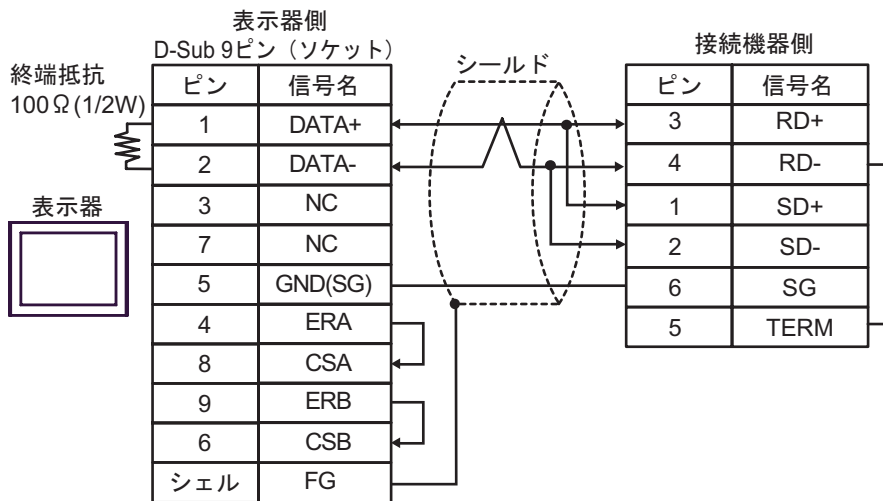 表示器側
D-Sub 9ピン（ソケット）
終端抵抗
100Ω(1/2W)
ピン 信号名
1 DATA+
2 DATA-
3 NC
7 NC
5 GND(SG)
4 ERA
8 CSA
9 ERB
6 CSB
シェル FG
表示器
シールド
接続機器側
ピン 信号名
3 RD+
4 RD-
1 SD+
2 SD-
6 SG
5 TERM